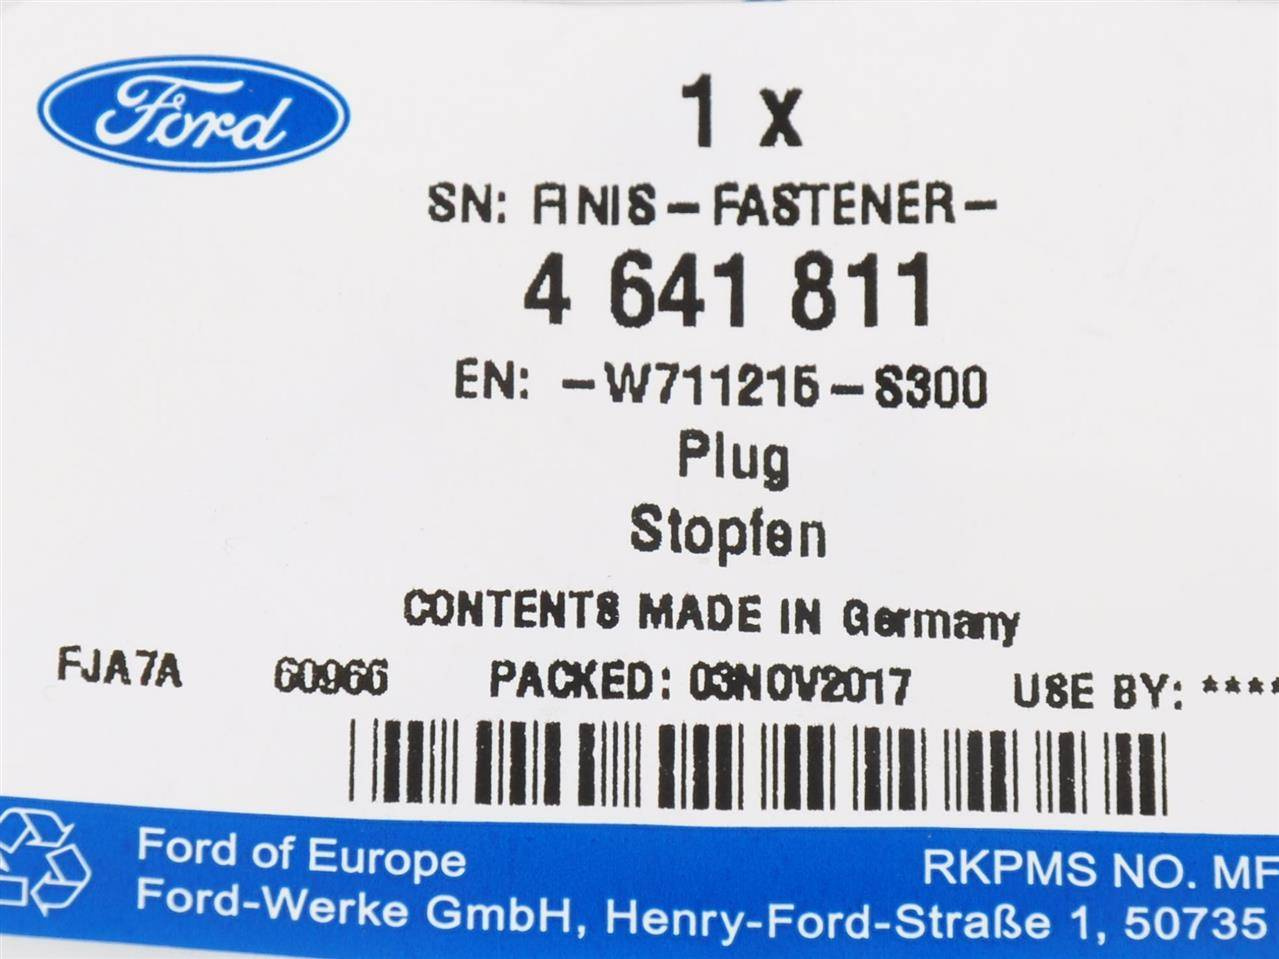 Ford
1 x
SN: FINIS-FASTENER-
4 641 811
EN: -W711215-S300
Plug
Stopfen
CONTENTS MADE IN Germany
FJA7A 60966 PACKED: 03NOV2017 USE BY: ****
Ford of Europe RKPMS NO. MF
Ford-Werke GmbH, Henry-Ford-Straße 1, 50735